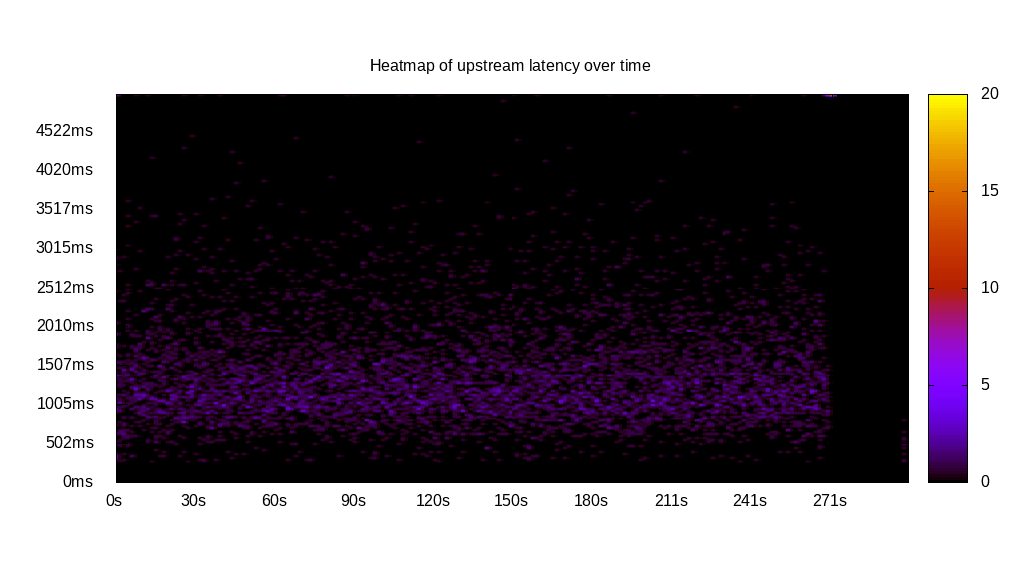 Heatmap of upstream latency over time
4522ms
4020ms
3517ms
3015ms
2512ms
2010ms
1507ms
1005ms
502ms
0ms
0s 30s 60s 90s 120s 150s 180s 211s 241s 271s
20
15
10
5
0